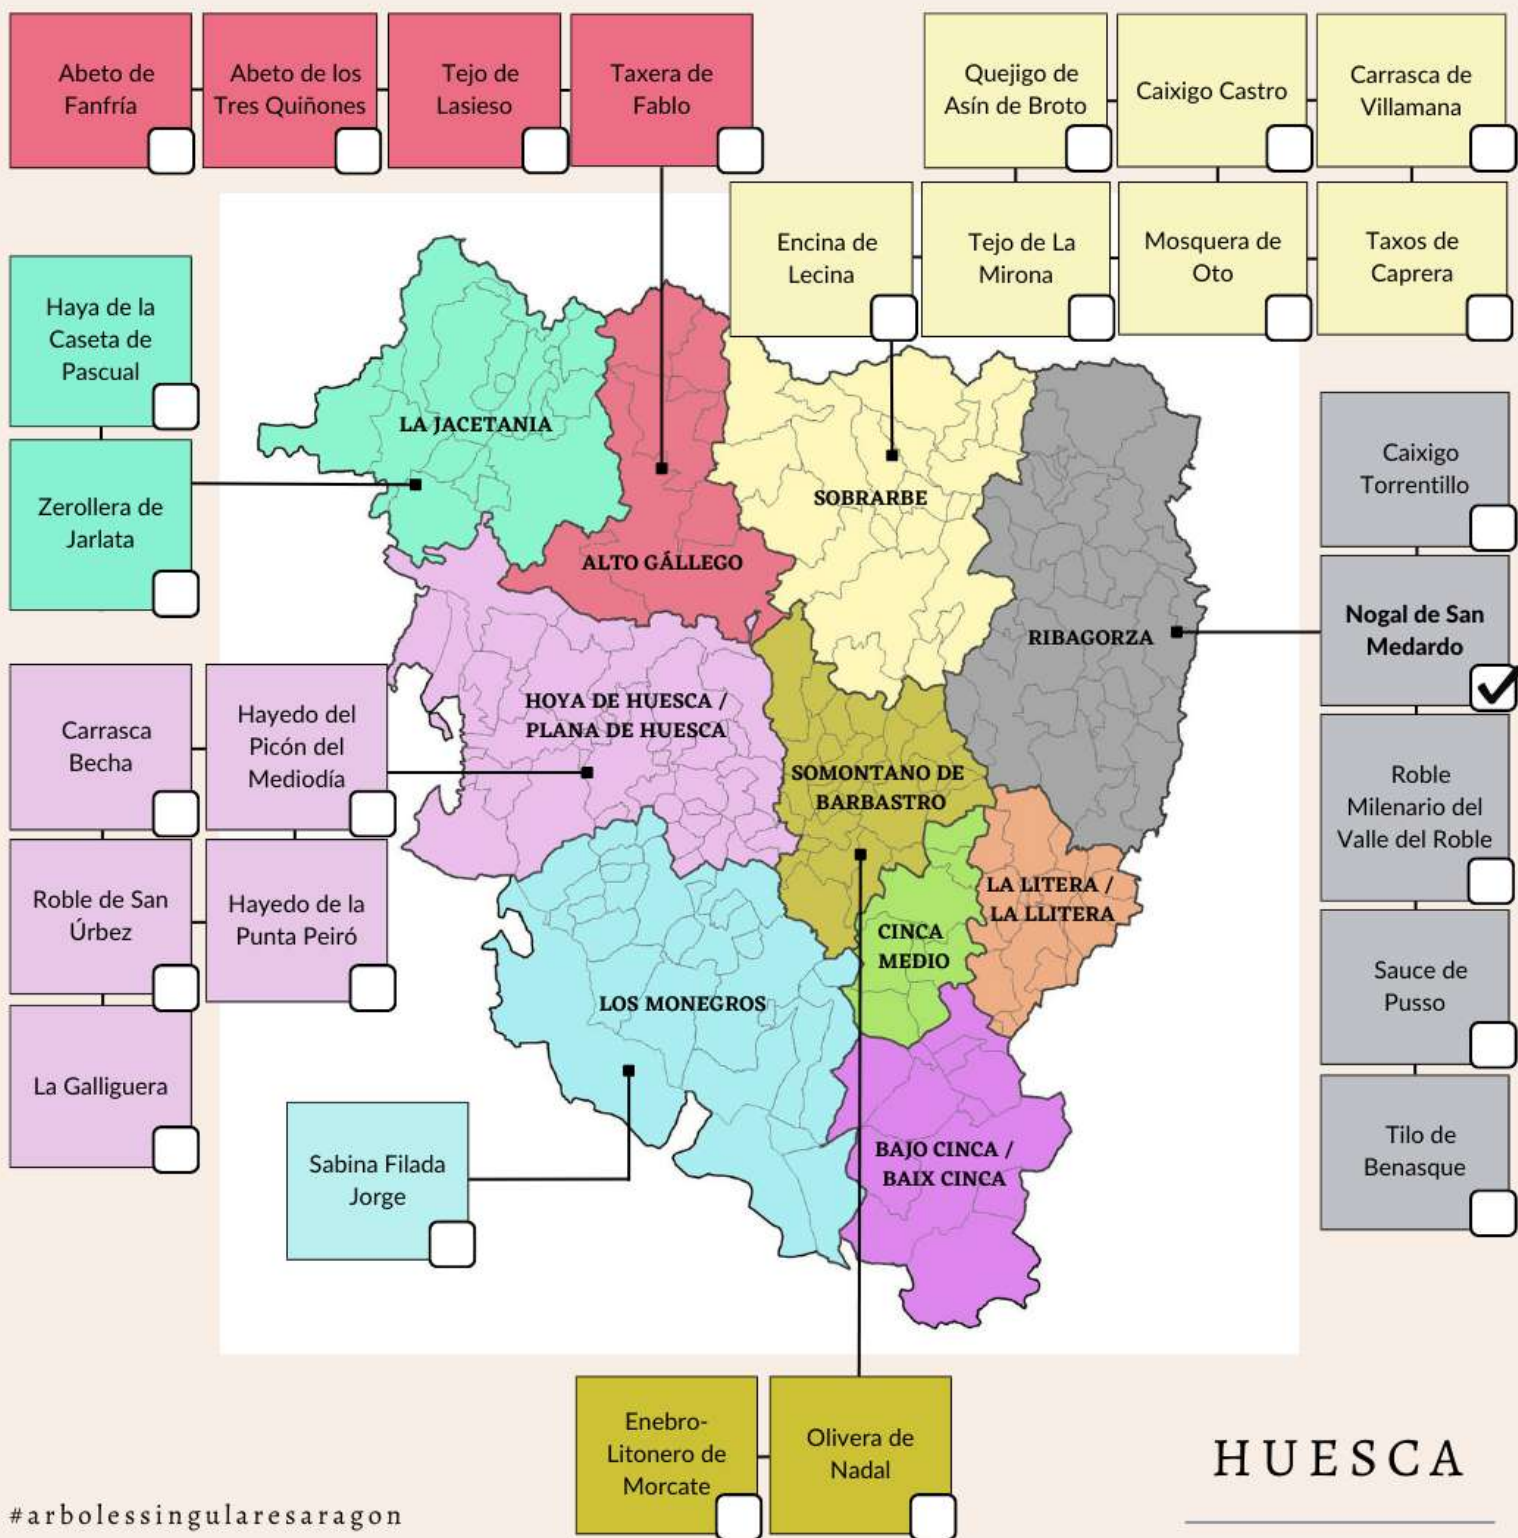 Abeto de
Fanfría
Abeto de los
Tres Quiñones
Tejo de
Lasieso
Taxera de
Fablo
Quejigo de
Asín de Broto
Caixigo Castro
Carrasca de
Villamana
Encina de
Lecina
Tejo de La
Mirona
Mosquera de
Oto
Taxos de
Caprera
Haya de la
Caseta de
Pascual
Zerollera de
Jarlata
LA JACETANIA
ALTO GÁLLEGO
SOBRARBE
RIBAGORZA
Caixigo
Torrentillo
Nogal de San
Medardo
Roble
Milenario del
Valle del Roble
Sauce de
Pusso
Tilo de
Benasque
Carrasca
Becha
Hayedo del
Picón del
Mediodía
Roble de San
Úrbez
Hayedo de la
Punta Peiró
La Galliguera
HOYA DE HUESCA /
PLANA DE HUESCA
SOMONTANO DE
BARBASTRO
LA LITERA /
LA LLITERA
CINCA
MEDIO
LOS MONEGROS
BAJO CINCA /
BAIX CINCA
Sabina Filada
Jorge
Enebro-
Litonero de
Morcate
Olivera de
Nadal
HUESCA
#arbolessingularesaragon